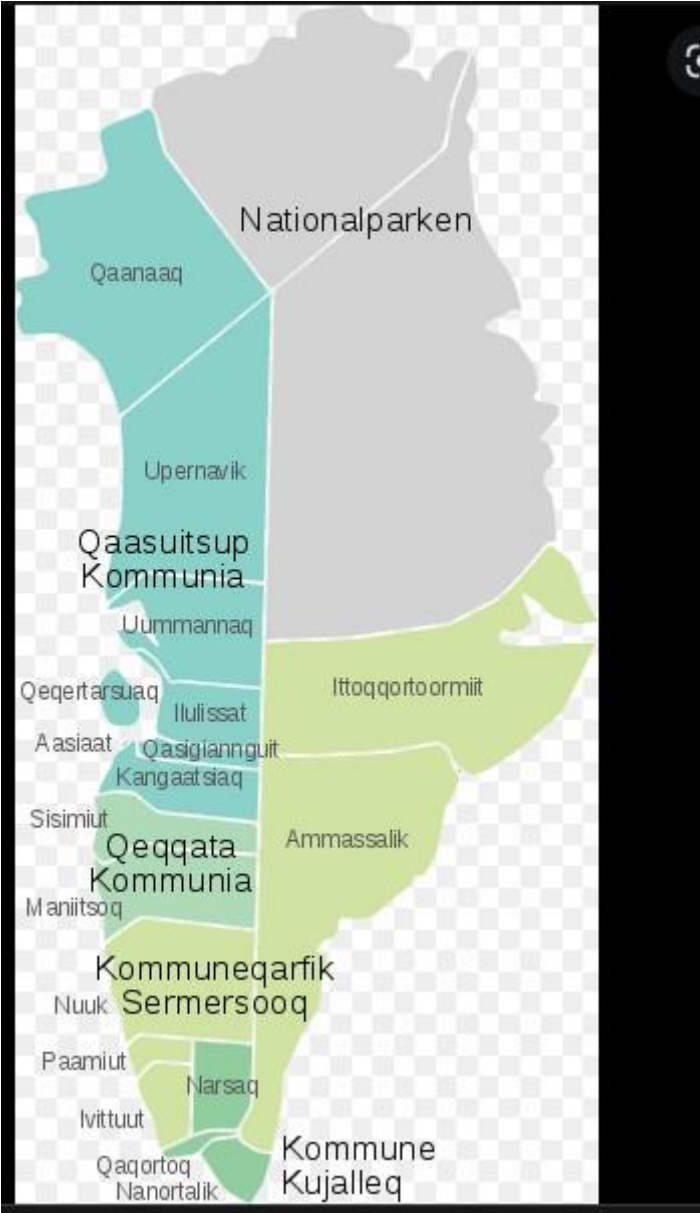 Nationalparken
Qaanaaq
Upernavik
Qaasuitsup
Kommunia
Uummannaq
Qeqertarsuaq
Ilulissat
Aasiaat
Qasigiannguit
Kangaatsiaq
Ittoqqortoormiit
Sisimiut
Qeqqata
Kommunia
Ammassalik
Maniitsoq
Kommuneqarfik
Nuuk Sermersooq
Paamiut
Narsaq
Ivittuut
Kommune
Kujalleq
Qaqortoq
Nanortalik